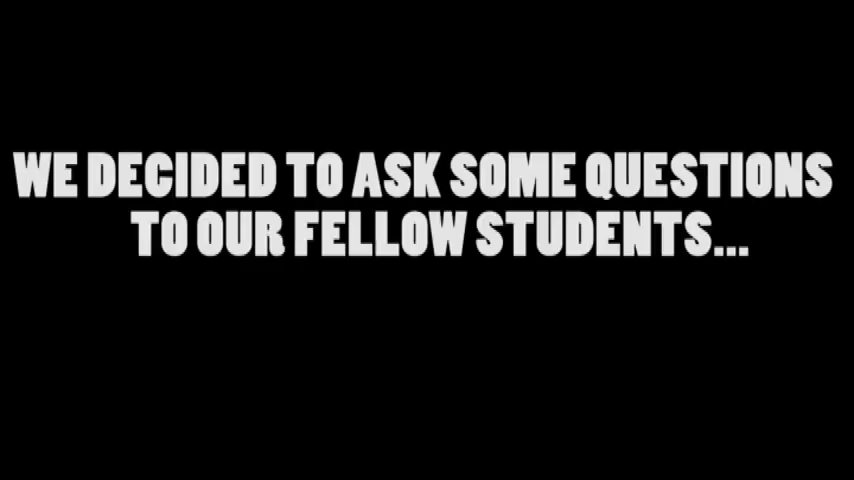 WE DECIDED TO ASK SOME QUESTIONS
TO OUR FELLOW STUDENTS...